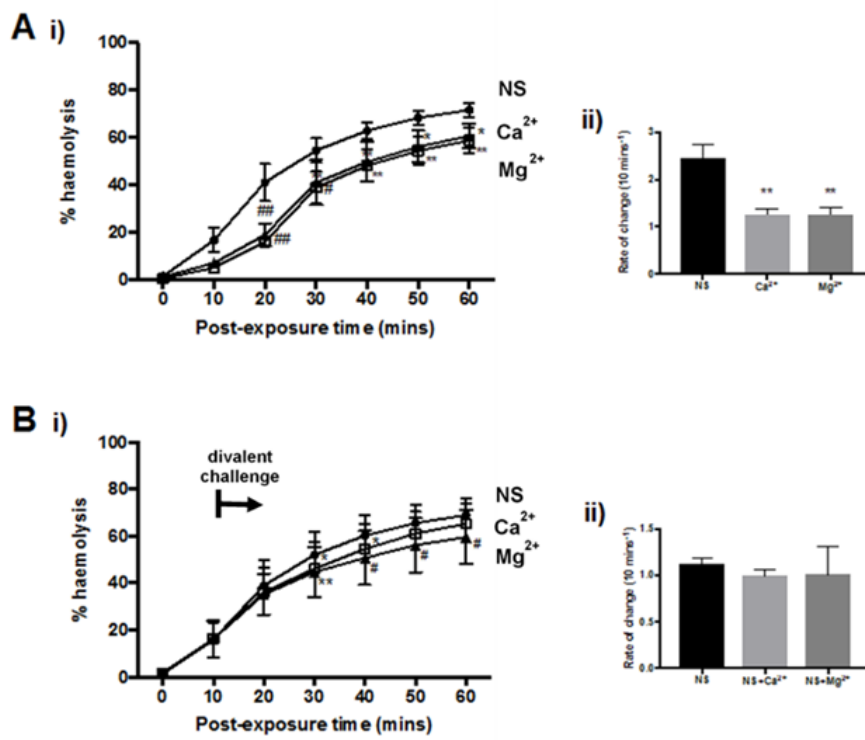 A i)
100
80
60
40
20
0
% haemolysis
NS
Ca²⁺
Mg²⁺
##
##
**
#
**
**
*
**
*
**
0 10 20 30 40 50 60
Post-exposure time (mins)
ii)
3
2
1
0
Rate of change (10 mins⁻¹)
** **
NS Ca²⁺ Mg²⁺
B i)
100
80
60
40
20
0
% haemolysis
divalent
challenge
NS
Ca²⁺
Mg²⁺
*
**
*
#
#
#
0 10 20 30 40 50 60
Post-exposure time (mins)
ii)
1.5
1.0
0.5
0.0
Rate of change (10 mins⁻¹)
NS NS+Ca²⁺ NS+Mg²⁺